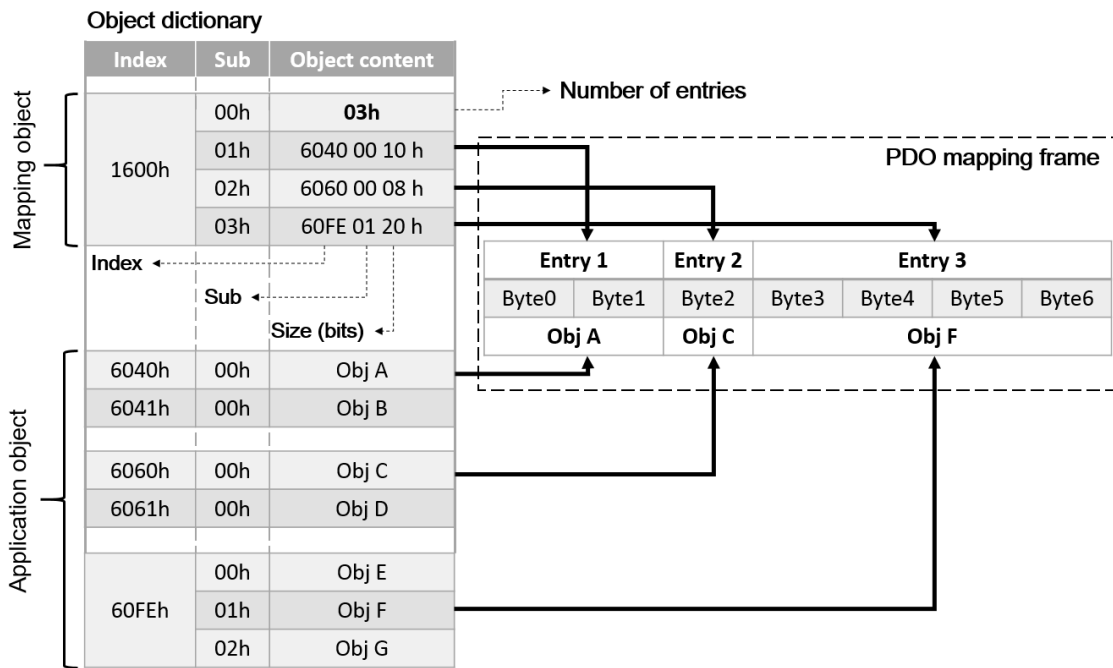 Object dictionary
Index Sub Object content
Mapping object
1600h
00h 03h
Number of entries
01h 6040 00 10 h
02h 6060 00 08 h
03h 60FE 01 20 h
PDO mapping frame
Entry 1 Entry 2 Entry 3
Byte0 Byte1 Byte2 Byte3 Byte4 Byte5 Byte6
Obj A Obj C Obj F
Index
Sub
Size (bits)
Application object
6040h 00h Obj A
6041h 00h Obj B
6060h 00h Obj C
6061h 00h Obj D
60FEh
00h Obj E
01h Obj F
02h Obj G